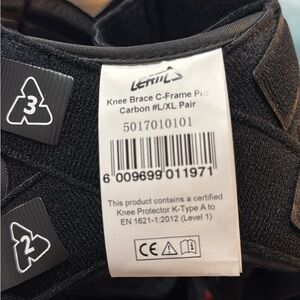 LEATT
Knee Brace C-Frame Pro
Carbon #L/XL Pair
5017010101
6 009699 011971
This product contains a certified
Knee Protector K-Type A to
EN 1621-1:2012 (Level 1)
CE
3
2